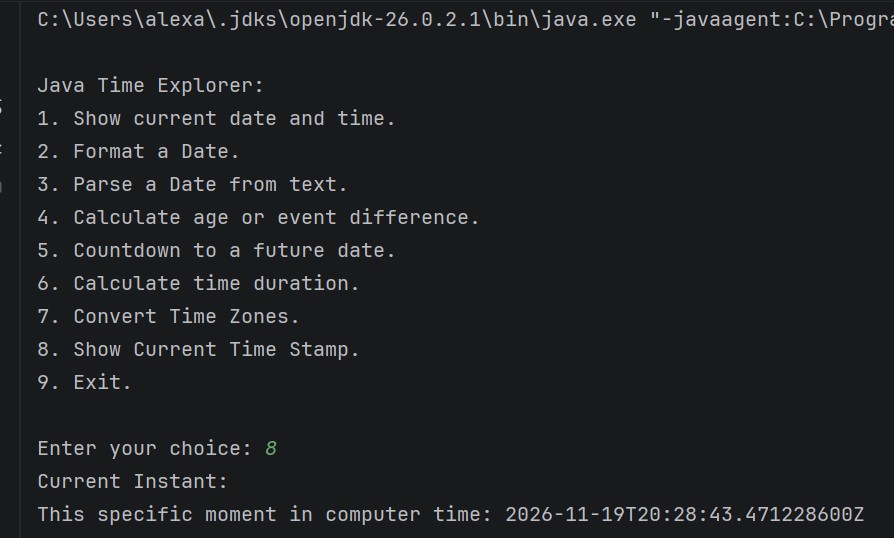 C:\Users\alexa\.jdks\openjdk-26.0.2.1\bin\java.exe "-javaagent:C:\Progra
Java Time Explorer:
1. Show current date and time.
2. Format a Date.
3. Parse a Date from text.
4. Calculate age or event difference.
5. Countdown to a future date.
6. Calculate time duration.
7. Convert Time Zones.
8. Show Current Time Stamp.
9. Exit.
Enter your choice: 8
Current Instant:
This specific moment in computer time: 2026-11-19T20:28:43.471228600Z